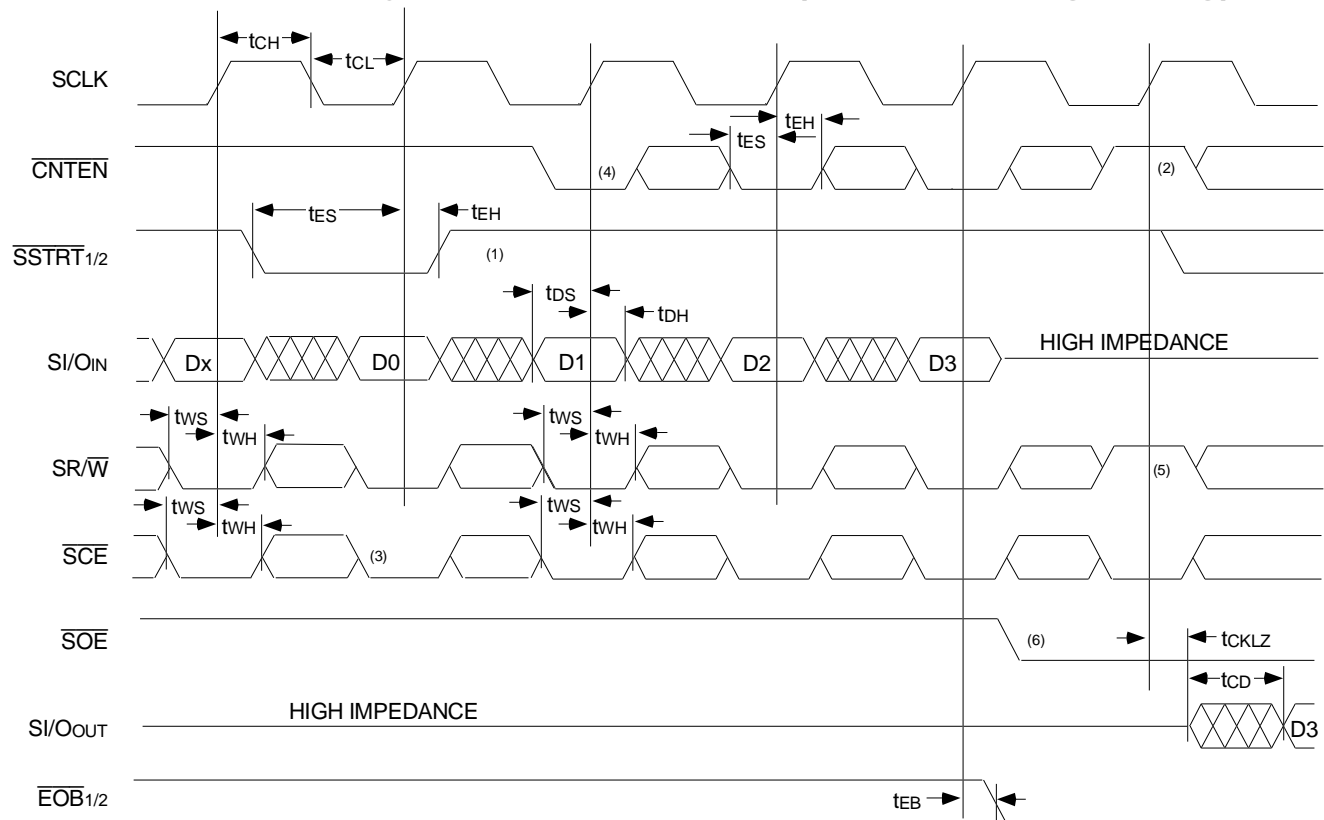 tCH
tCL
SCLK
tEH
tES
CNTEN
(4)
(2)
tES
tEH
SSTRT1/2
(1)
tDS
tDH
SI/OIN
Dx
D0
D1
D2
D3
HIGH IMPEDANCE
tWS
tWH
tWS
tWH
SR/W
(5)
tWS
tWH
tWS
tWH
SCE
(3)
SOE
(6)
tCKLZ
tCD
HIGH IMPEDANCE
SI/OOUT
D3
EOB1/2
tEB